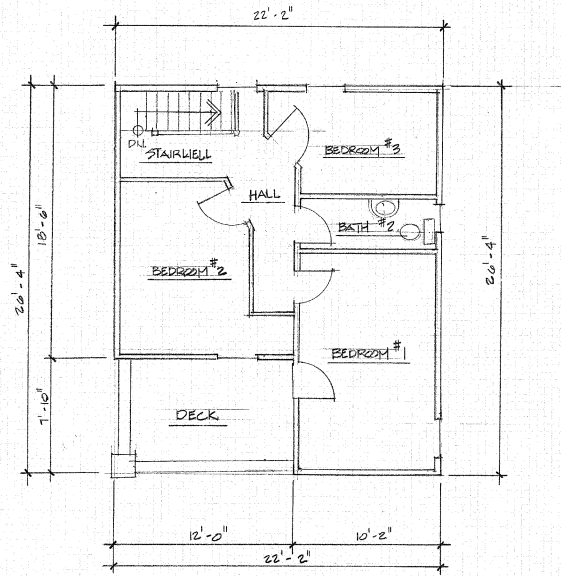 22'-2"
DN.
STAIRWELL
BEDROOM #3
HALL
BATH #2
18'-6"
26'-4"
26'-4"
BEDROOM #2
BEDROOM #1
7'-10"
DECK
12'-0"
10'-2"
22'-2"